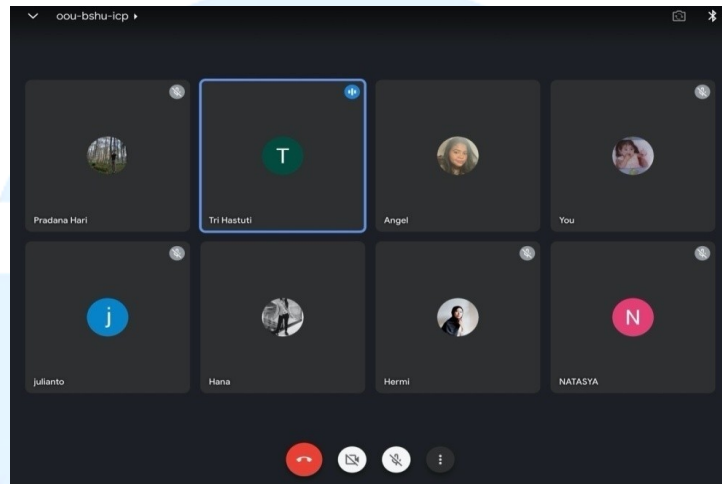 oou-bshu-icp
Pradana Hari
T
Tri Hastuti
Angel
You
j
julianto
Hana
Hermi
N
NATASYA